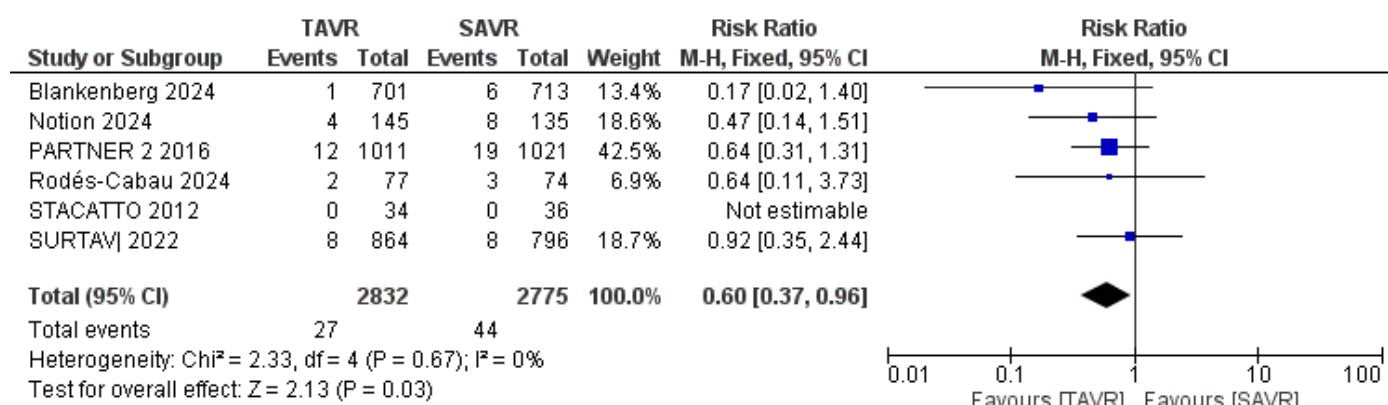 TAVR SAVR Risk Ratio Risk Ratio
Study or Subgroup Events Total Events Total Weight M-H, Fixed, 95% CI M-H, Fixed, 95% CI
Blankenberg 2024 1 701 6 713 13.4% 0.17 [0.02, 1.40]
Notion 2024 4 145 8 135 18.6% 0.47 [0.14, 1.51]
PARTNER 2 2016 12 1011 19 1021 42.5% 0.64 [0.31, 1.31]
Rodés-Cabau 2024 2 77 3 74 6.9% 0.64 [0.11, 3.73]
STACATTO 2012 0 34 0 36 Not estimable
SURTAV| 2022 8 864 8 796 18.7% 0.92 [0.35, 2.44]
Total (95% CI) 2832 2775 100.0% 0.60 [0.37, 0.96]
Total events 27 44
Heterogeneity: Chi² = 2.33, df = 4 (P = 0.67); I² = 0%
Test for overall effect: Z = 2.13 (P = 0.03)
0.01 0.1 1 10 100
Favours [TAVR] Favours [SAVR]